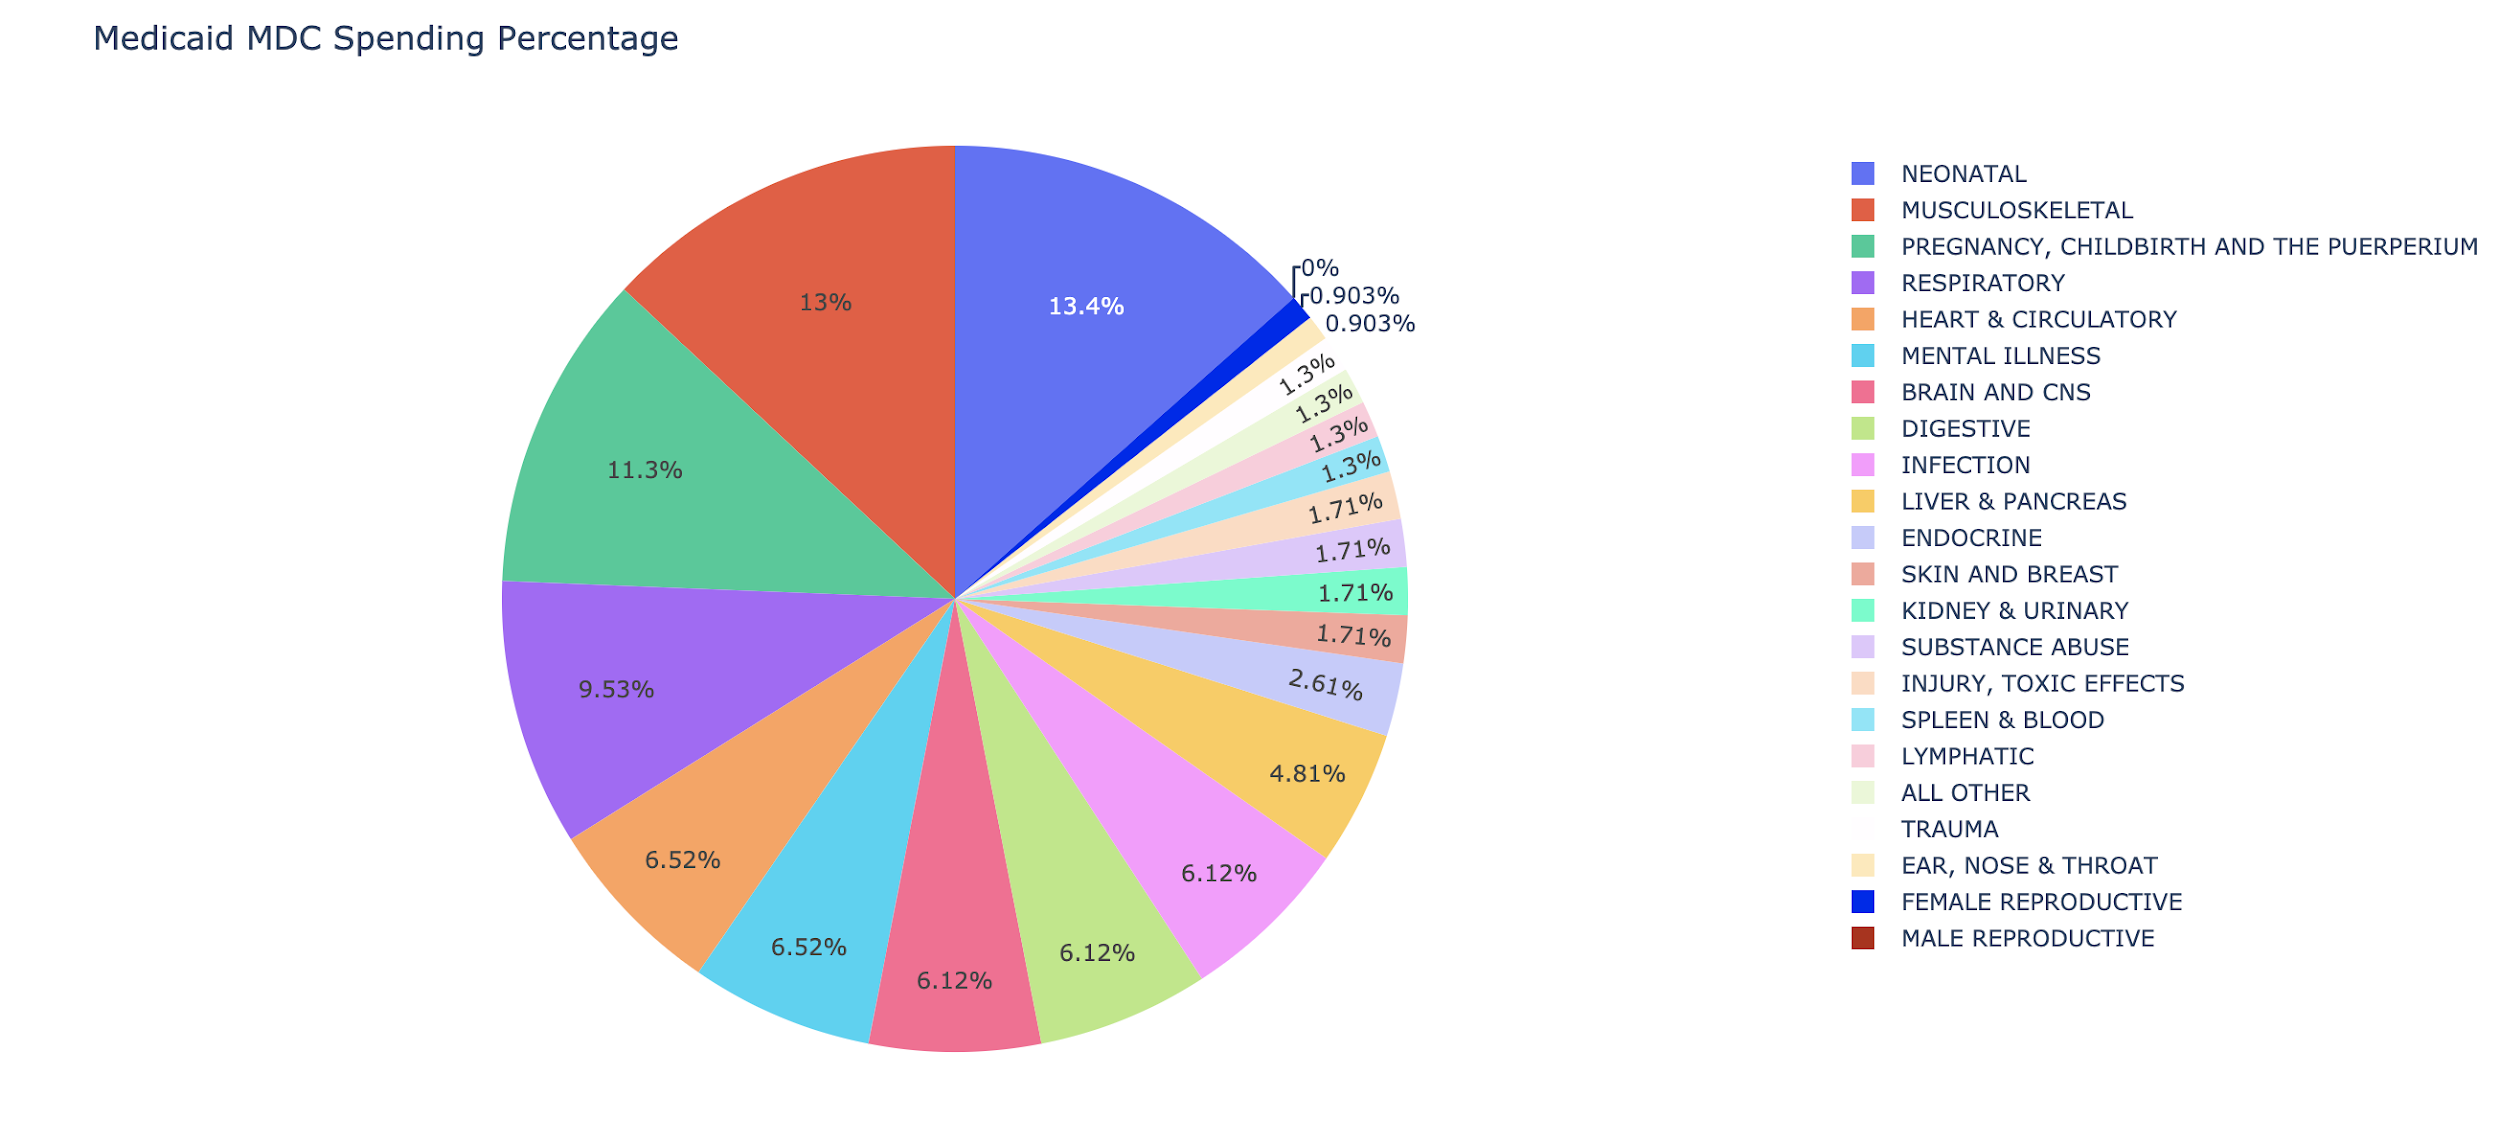 Medicaid MDC Spending Percentage
0%
0.903%
0.903%
13%
13.4%
1.3%
1.3%
1.3%
1.3%
11.3%
1.71%
1.71%
1.71%
1.71%
9.53%
2.61%
4.81%
6.52%
6.12%
6.52%
6.12%
6.12%
NEONATAL
MUSCULOSKELETAL
PREGNANCY, CHILDBIRTH AND THE PUERPERIUM
RESPIRATORY
HEART & CIRCULATORY
MENTAL ILLNESS
BRAIN AND CNS
DIGESTIVE
INFECTION
LIVER & PANCREAS
ENDOCRINE
SKIN AND BREAST
KIDNEY & URINARY
SUBSTANCE ABUSE
INJURY, TOXIC EFFECTS
SPLEEN & BLOOD
LYMPHATIC
ALL OTHER
TRAUMA
EAR, NOSE & THROAT
FEMALE REPRODUCTIVE
MALE REPRODUCTIVE